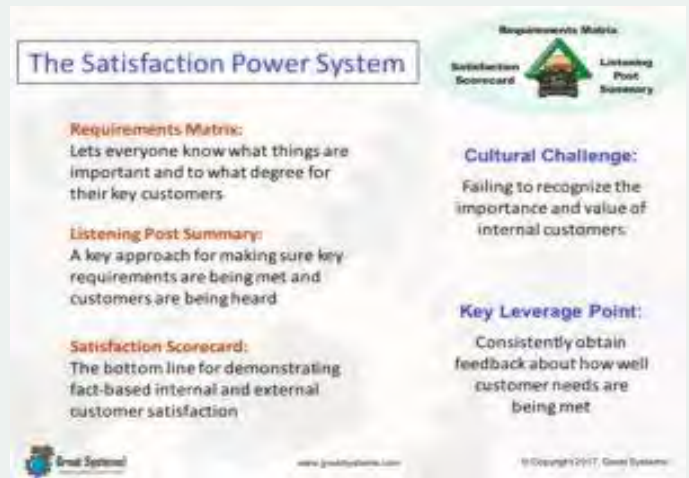 The Satisfaction Power System
Requirements Matrix
Satisfaction
Scorecard
Listening
Post
Summary
Requirements Matrix:
Lets everyone know what things are
important and to what degree for
their key customers
Listening Post Summary:
A key approach for making sure key
requirements are being met and
customers are being heard
Satisfaction Scorecard:
The bottom line for demonstrating
fact-based internal and external
customer satisfaction
Cultural Challenge:
Failing to recognize the
importance and value of
internal customers
Key Leverage Point:
Consistently obtain
feedback about how well
customer needs are
being met
Great Systems!
www.greatsystems.com
© Copyright 2017, Great Systems